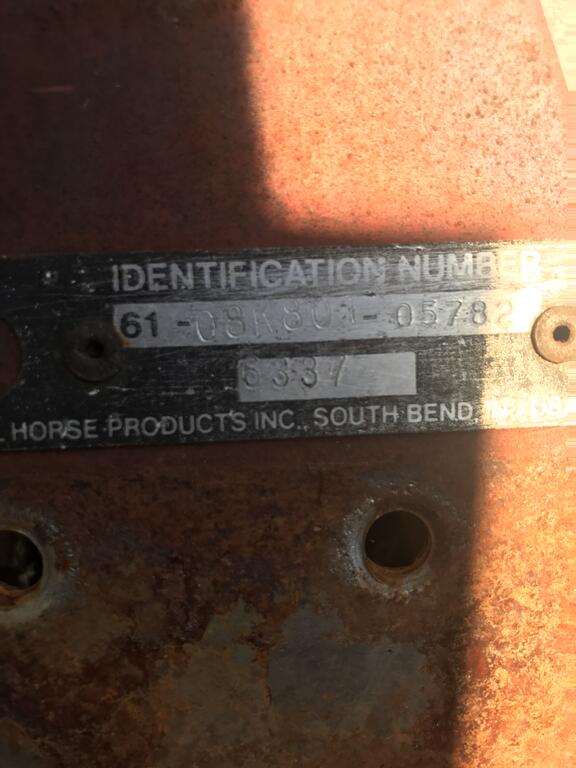 IDENTIFICATION NUMBER
61-08K801-05782
6337
L HORSE PRODUCTS INC., SOUTH BEND, IN., USA